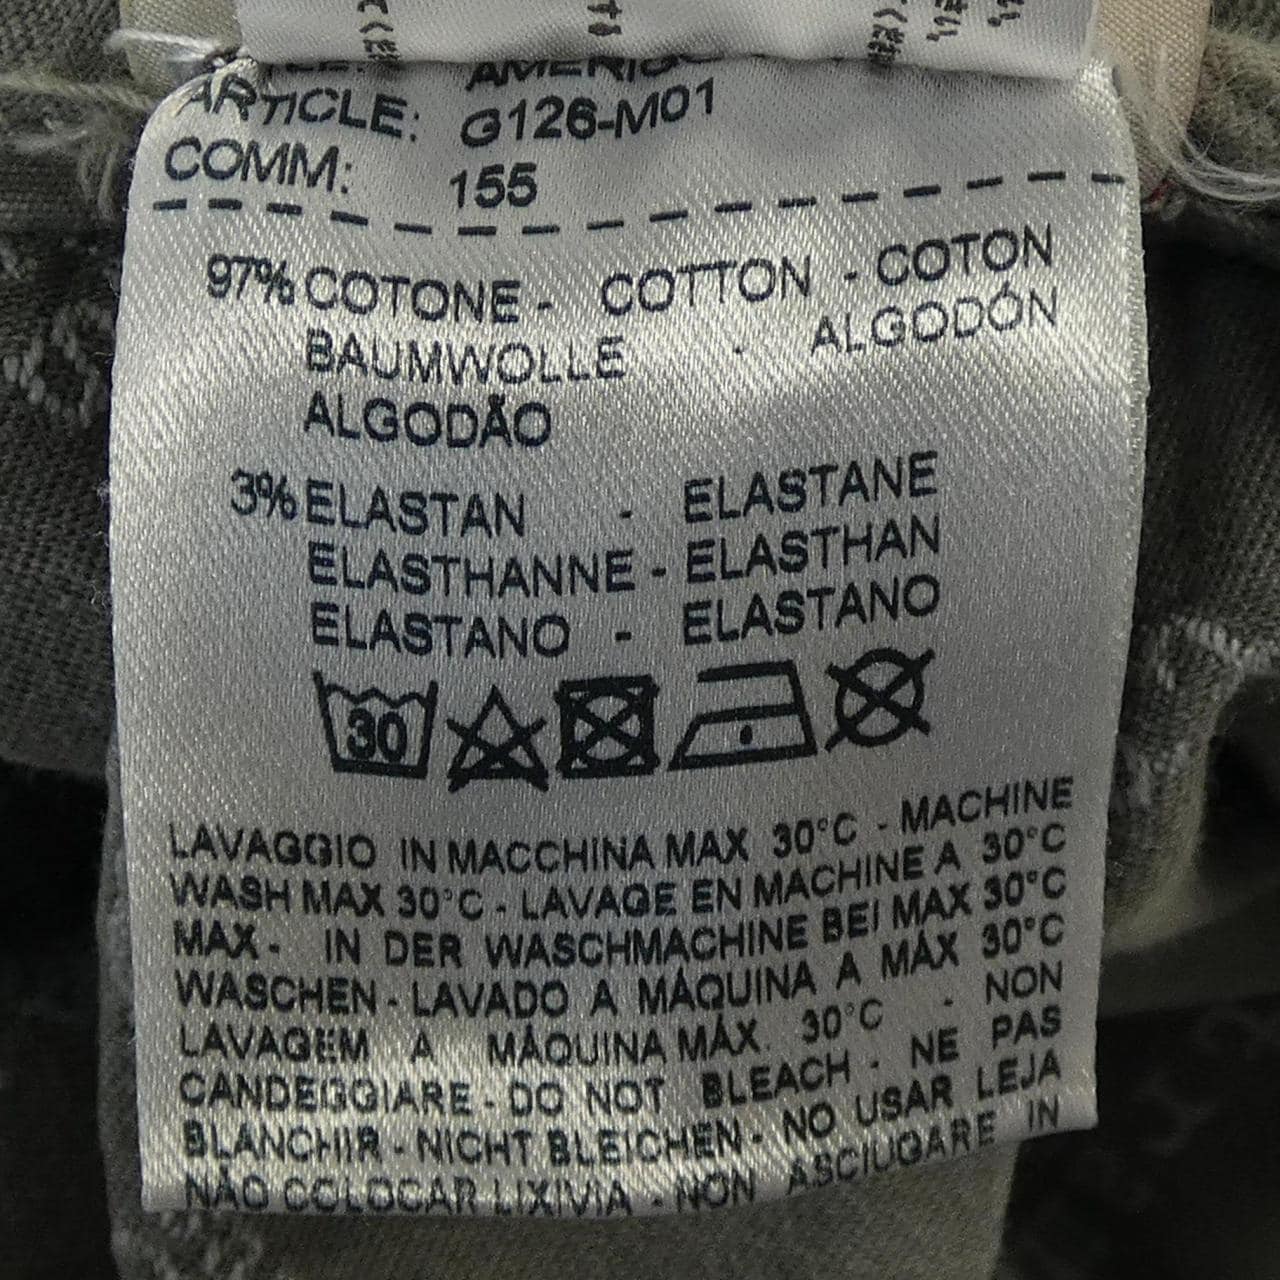 ARTICLE: G126-M01
COMM: 155
97% COTONE - COTTON - COTON
BAUMWOLLE - ALGODÓN
ALGODÃO
3% ELASTAN - ELASTANE
ELASTHANNE - ELASTHAN
ELASTANO - ELASTANO
30
LAVAGGIO IN MACCHINA MAX 30°C - MACHINE
WASH MAX 30°C - LAVAGE EN MACHINE A 30°C
MAX - IN DER WASCHMACHINE BEI MAX 30°C
WASCHEN - LAVADO A MÁQUINA A MÁX 30°C
LAVAGEM A MÁQUINA MÁX. 30°C - NON
CANDEGGIARE - DO NOT BLEACH - NE PAS
BLANCHIR - NICHT BLEICHEN - NO USAR LEJA
NÃO COLOCAR LIXIVIA - NON ASCIUGARE IN